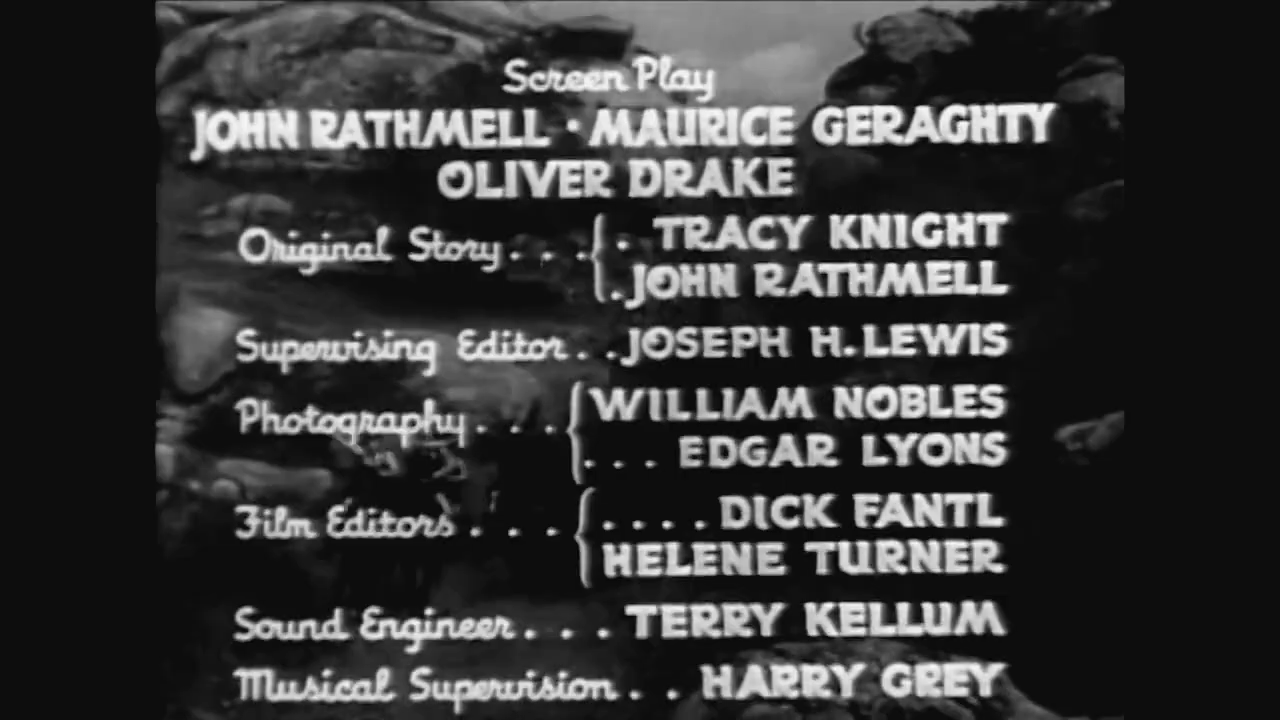 Screen Play
JOHN RATHMELL · MAURICE GERAGHTY
OLIVER DRAKE
Original Story . . . . TRACY KNIGHT
. JOHN RATHMELL
Supervising Editor . . JOSEPH H. LEWIS
Photography . . . WILLIAM NOBLES
. . . EDGAR LYONS
Film Editors . . . . . . . DICK FANTL
HELENE TURNER
Sound Engineer . . . TERRY KELLUM
Musical Supervision . . HARRY GREY